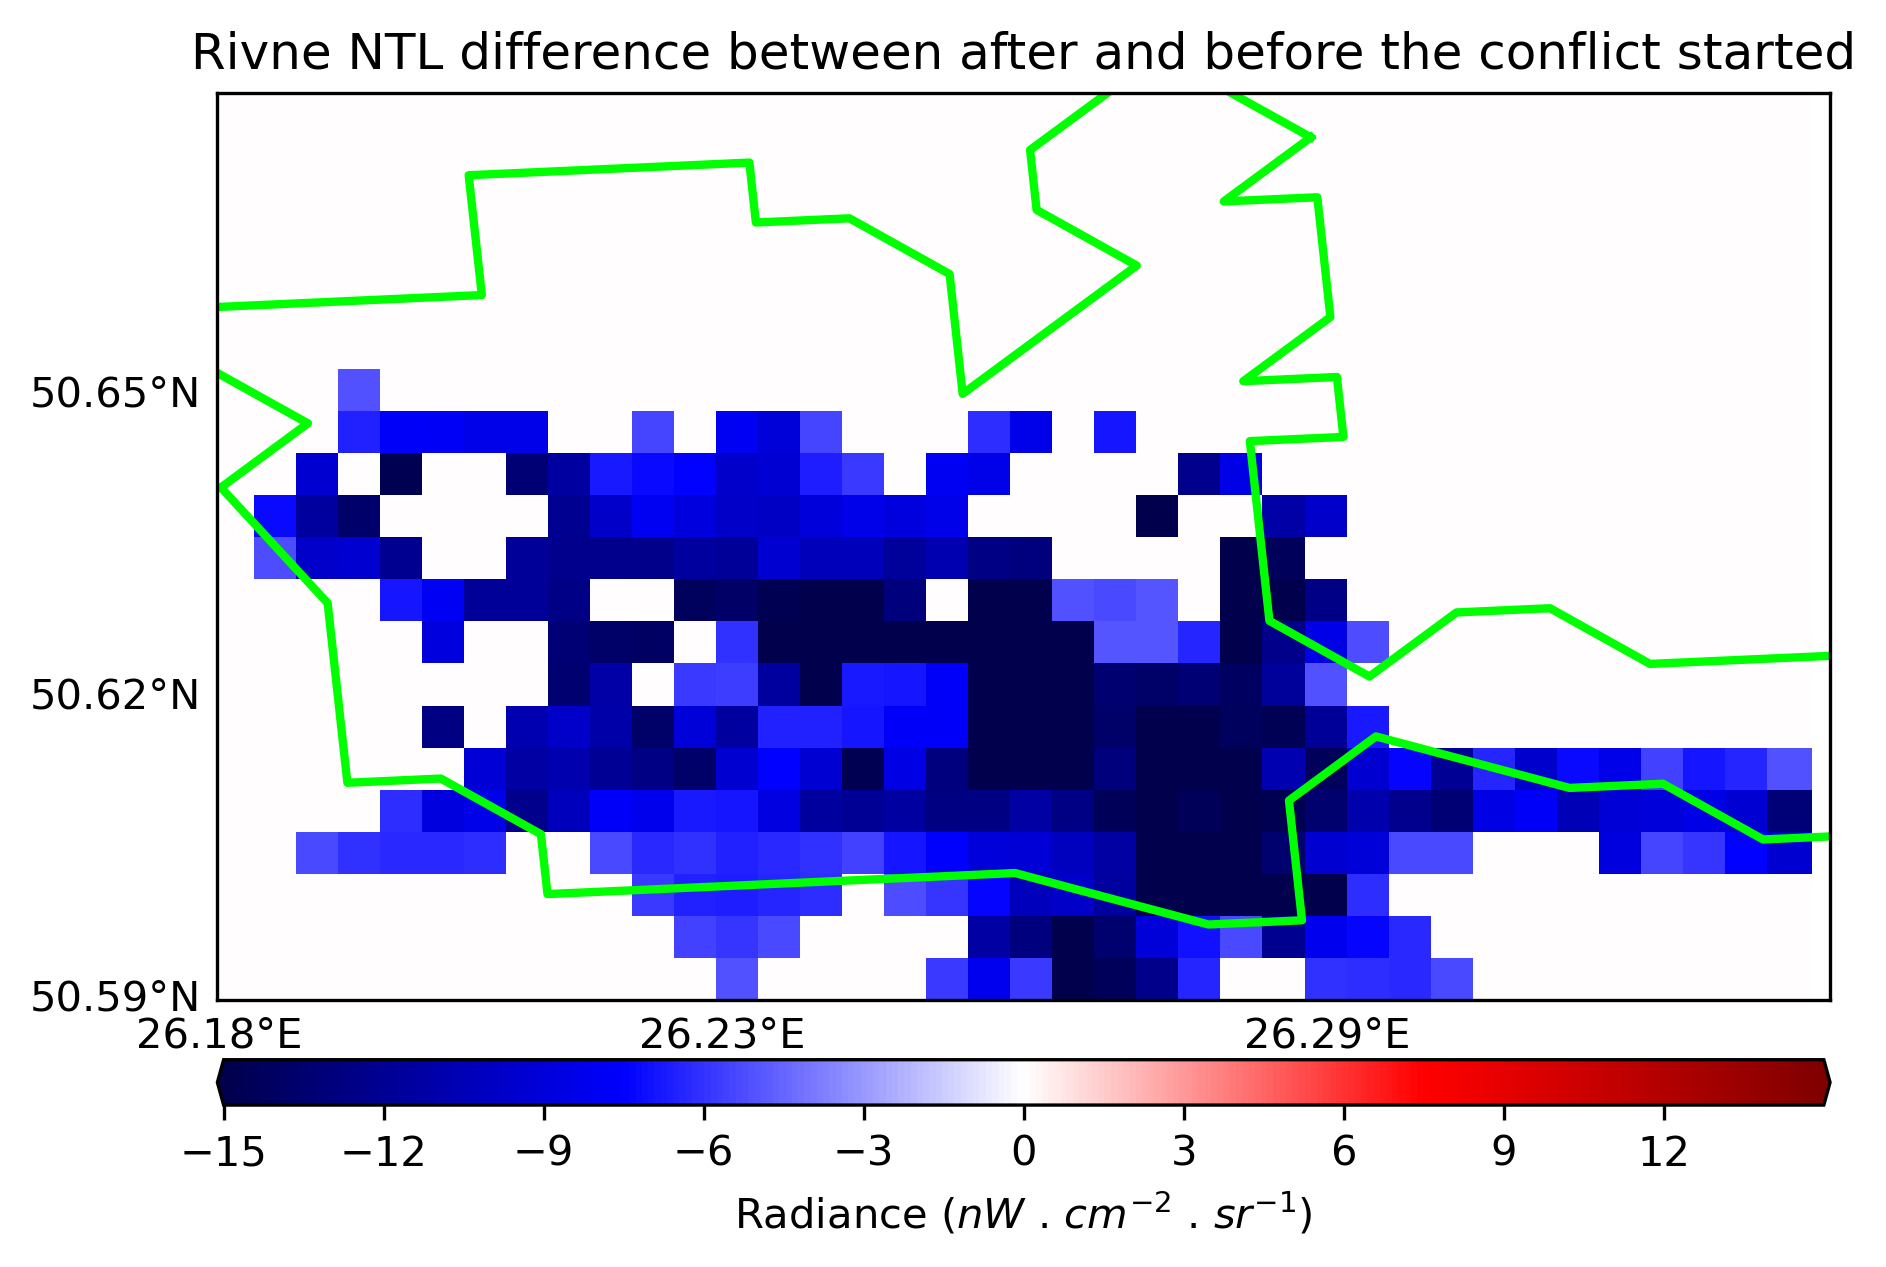 Rivne NTL difference between after and before the conflict started
50.65°N
50.62°N
50.59°N
26.18°E 26.23°E 26.29°E
−15 −12 −9 −6 −3 0 3 6 9 12
Radiance (nW . cm⁻² . sr⁻¹)